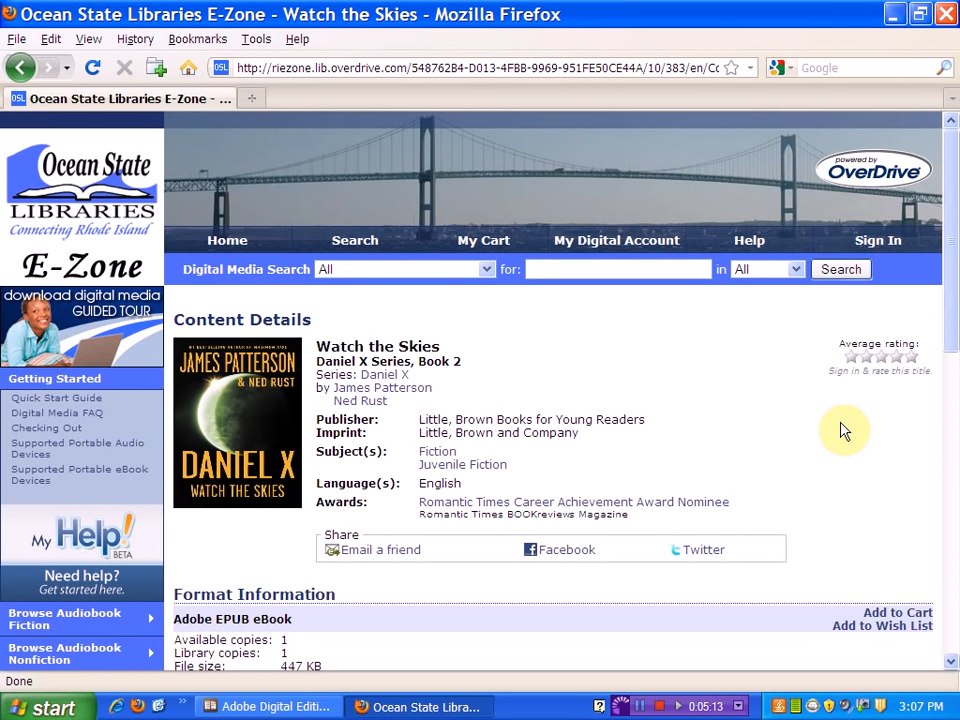 Ocean State Libraries E-Zone - Watch the Skies - Mozilla Firefox
File Edit View History Bookmarks Tools Help
OSL http://riezone.lib.overdrive.com/548762B4-D013-4FBB-9969-951FE50CE44A/10/383/en/Cc Google
OSL Ocean State Libraries E-Zone - ...
Ocean State
LIBRARIES
Connecting Rhode Island
E-Zone
powered by
OverDrive
Home Search My Cart My Digital Account Help Sign In
Digital Media Search All for: in All Search
download digital media
GUIDED TOUR
Getting Started
Quick Start Guide
Digital Media FAQ
Checking Out
Supported Portable Audio
Devices
Supported Portable eBook
Devices
My Help!
BETA
Need help?
Get started here.
Browse Audiobook
Fiction
Browse Audiobook
Nonfiction
Content Details
JAMES PATTERSON
& NED RUST
DANIEL X
WATCH THE SKIES
Watch the Skies
Daniel X Series, Book 2
Series: Daniel X
by James Patterson
Ned Rust
Publisher: Little, Brown Books for Young Readers
Imprint: Little, Brown and Company
Subject(s): Fiction
Juvenile Fiction
Language(s): English
Awards: Romantic Times Career Achievement Award Nominee
Romantic Times BOOKreviews Magazine
Average rating:
Sign in & rate this title.
Share
Email a friend Facebook Twitter
Format Information
Adobe EPUB eBook
Add to Cart
Add to Wish List
Available copies: 1
Library copies: 1
File size: 447 KB
Done
start Adobe Digital Editi... Ocean State Libra... 0:05:13 3:07 PM